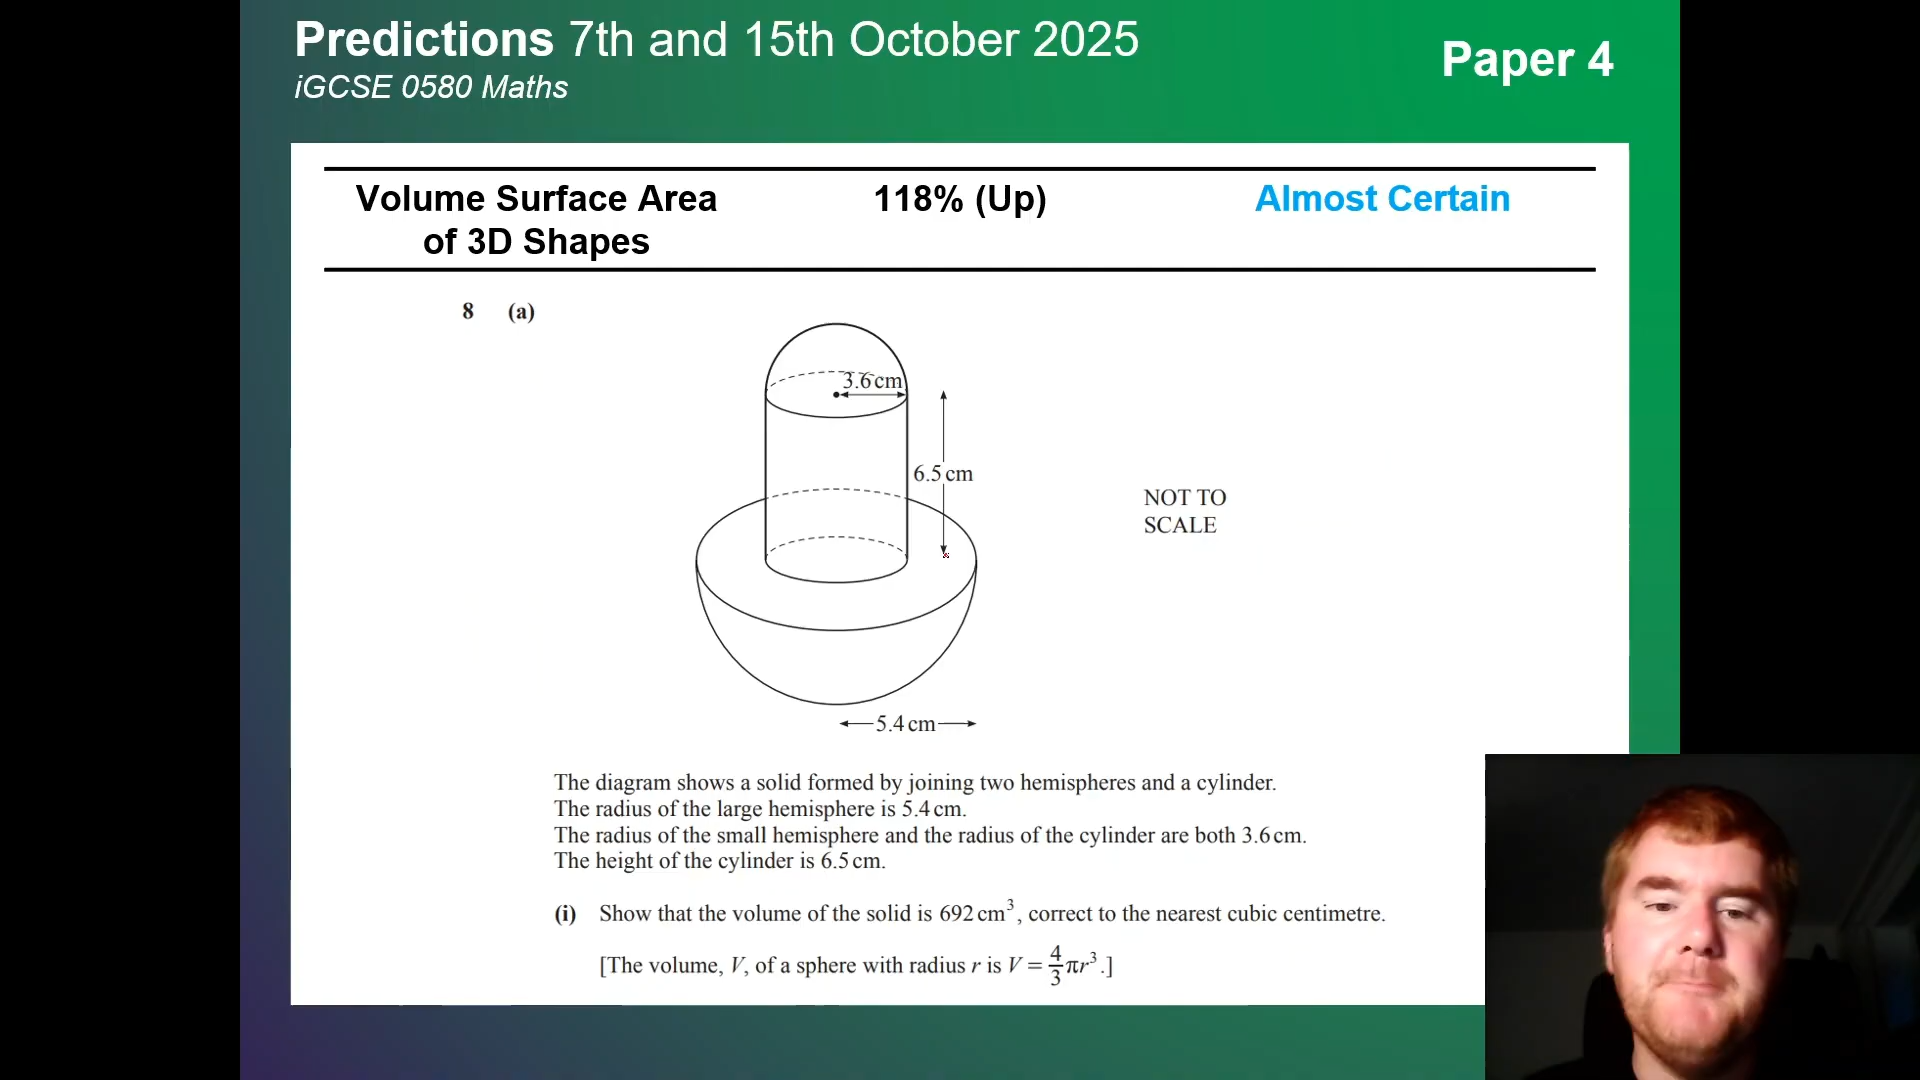 Predictions 7th and 15th October 2025
iGCSE 0580 Maths
Paper 4
Volume Surface Area
of 3D Shapes
118% (Up)
Almost Certain
8 (a)
3.6 cm
6.5 cm
NOT TO
SCALE
5.4 cm
The diagram shows a solid formed by joining two hemispheres and a cylinder.
The radius of the large hemisphere is 5.4 cm.
The radius of the small hemisphere and the radius of the cylinder are both 3.6 cm.
The height of the cylinder is 6.5 cm.
(i) Show that the volume of the solid is 692 cm³, correct to the nearest cubic centimetre.
[The volume, V, of a sphere with radius r is V = 4/3 πr³.]